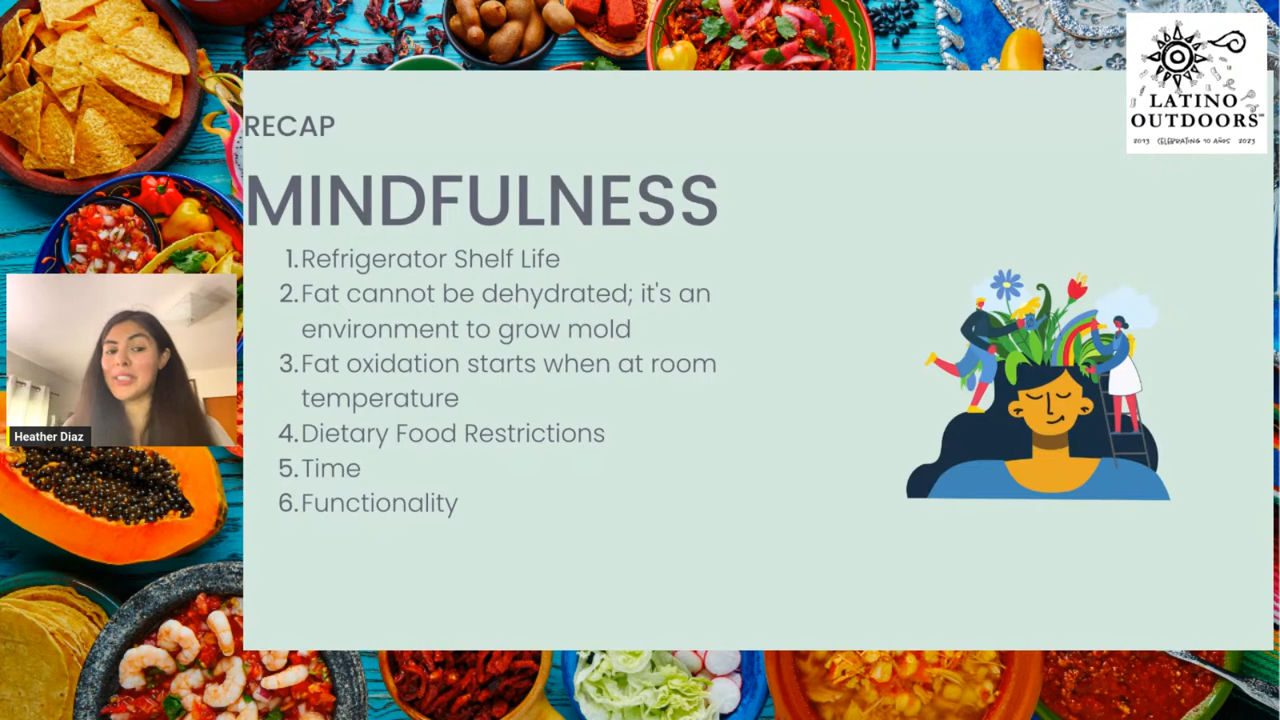 RECAP
MINDFULNESS
1. Refrigerator Shelf Life
2. Fat cannot be dehydrated; it's an
environment to grow mold
3. Fat oxidation starts when at room
temperature
4. Dietary Food Restrictions
5. Time
6. Functionality
LATINO
OUTDOORS
2013 CELEBRATING 10 AÑOS 2023
Heather Diaz